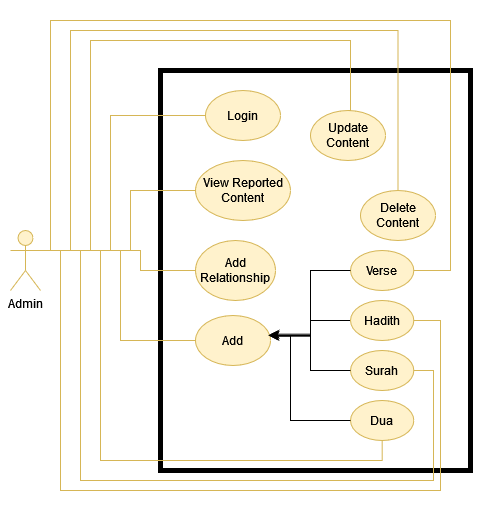 Login
Update
Content
View Reported
Content
Delete
Content
Add
Relationship
Verse
Admin
Hadith
Add
Surah
Dua